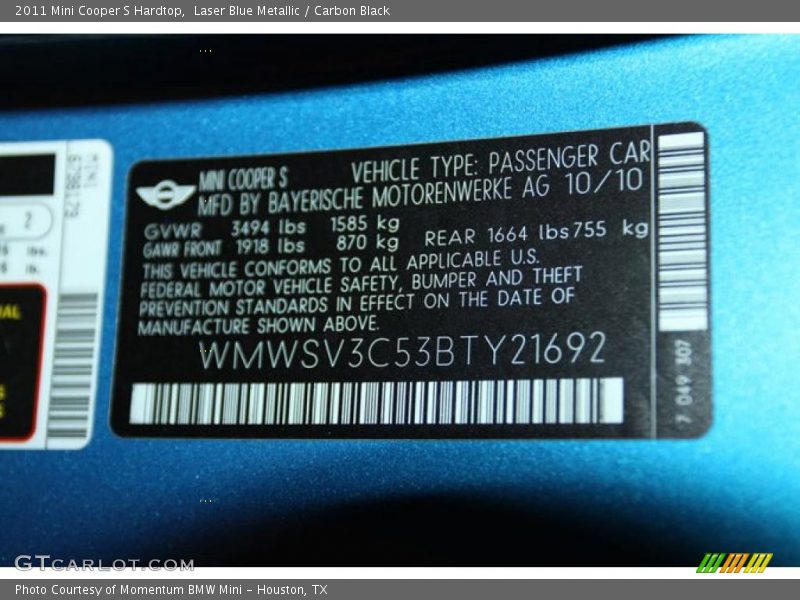 2011 Mini Cooper S Hardtop,  Laser Blue Metallic / Carbon Black
MINI COOPER S VEHICLE TYPE: PASSENGER CAR
MFD BY BAYERISCHE MOTORENWERKE AG 10/10
GVWR 3494 lbs 1585 kg
GAWR FRONT 1918 lbs 870 kg REAR 1664 lbs 755 kg
THIS VEHICLE CONFORMS TO ALL APPLICABLE U.S.
FEDERAL MOTOR VEHICLE SAFETY, BUMPER AND THEFT
PREVENTION STANDARDS IN EFFECT ON THE DATE OF
MANUFACTURE SHOWN ABOVE.
WMWSV3C53BTY21692
7 049 307
2
GTCARLOT.COM
Photo Courtesy of Momentum BMW Mini - Houston, TX